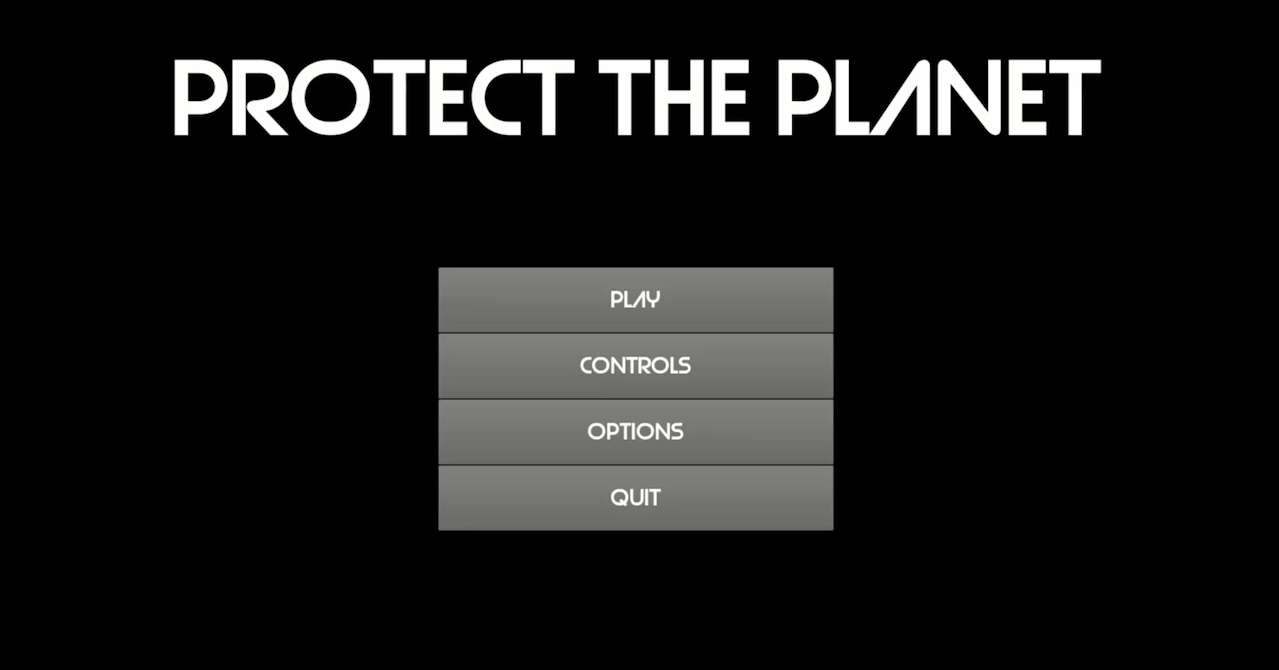 PROTECT THE PLANET
PLAY
CONTROLS
OPTIONS
QUIT